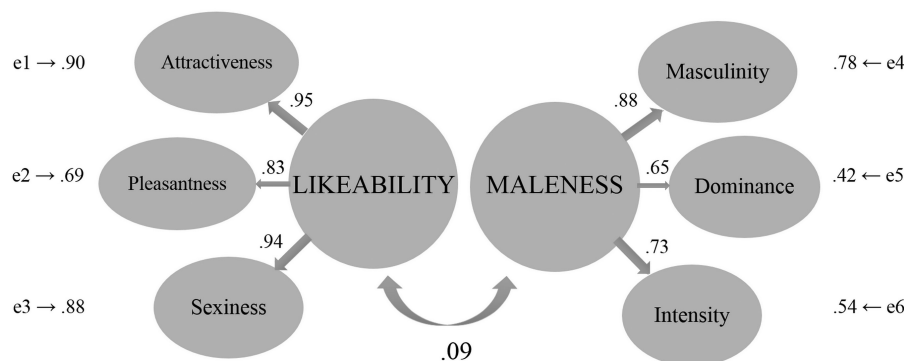 e1 → .90
Attractiveness
.95
e2 → .69
Pleasantness
.83
e3 → .88
Sexiness
.94
LIKEABILITY
MALENESS
.09
.88
Masculinity
.78 ← e4
.65
Dominance
.42 ← e5
.73
Intensity
.54 ← e6